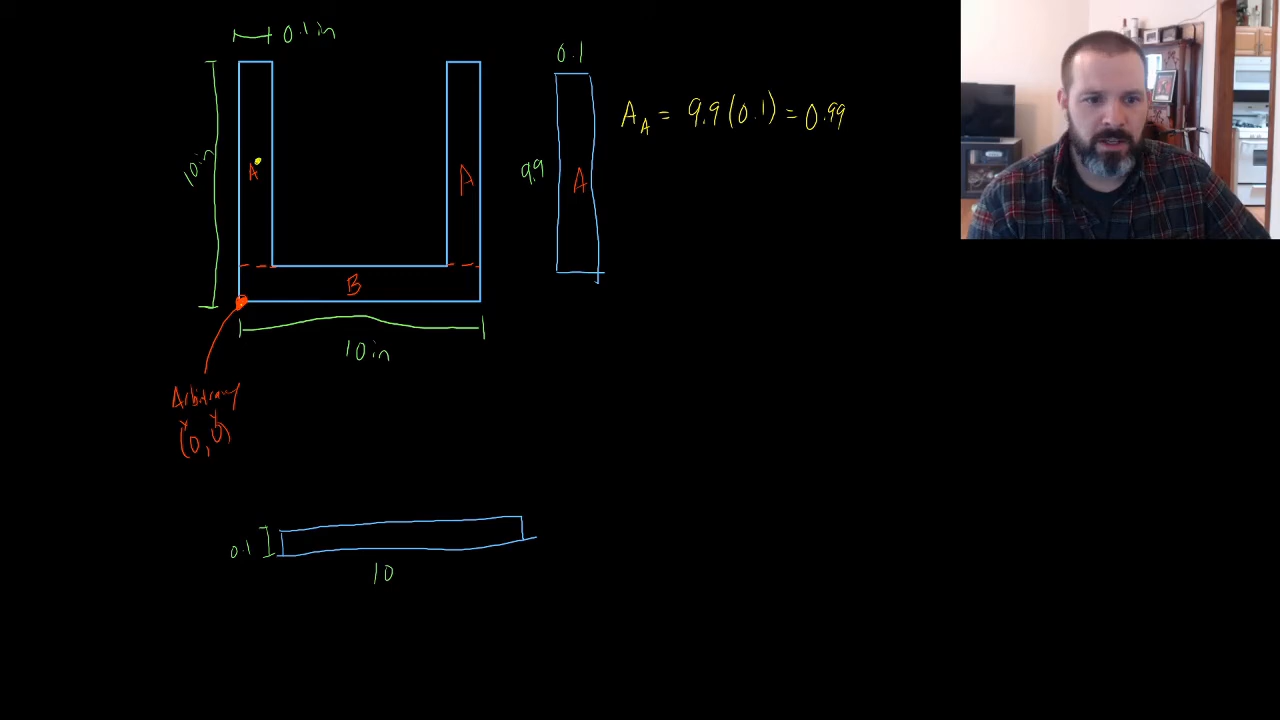 0.1 in
0.1
A_A = 9.9(0.1) = 0.99
10 in
A
A
9.9
A
B
10 in
Arbitrary
x y
(0,0)
0.1
10